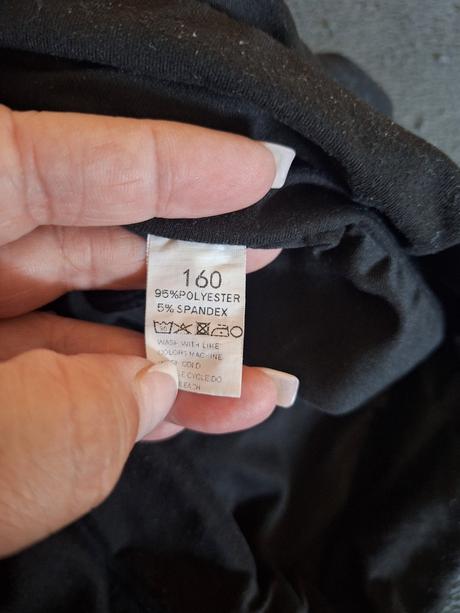 160
95%POLYESTER
5% SPANDEX
WASH WITH LIKE
COLORS MACHINE
COLD
CYCLE.DO